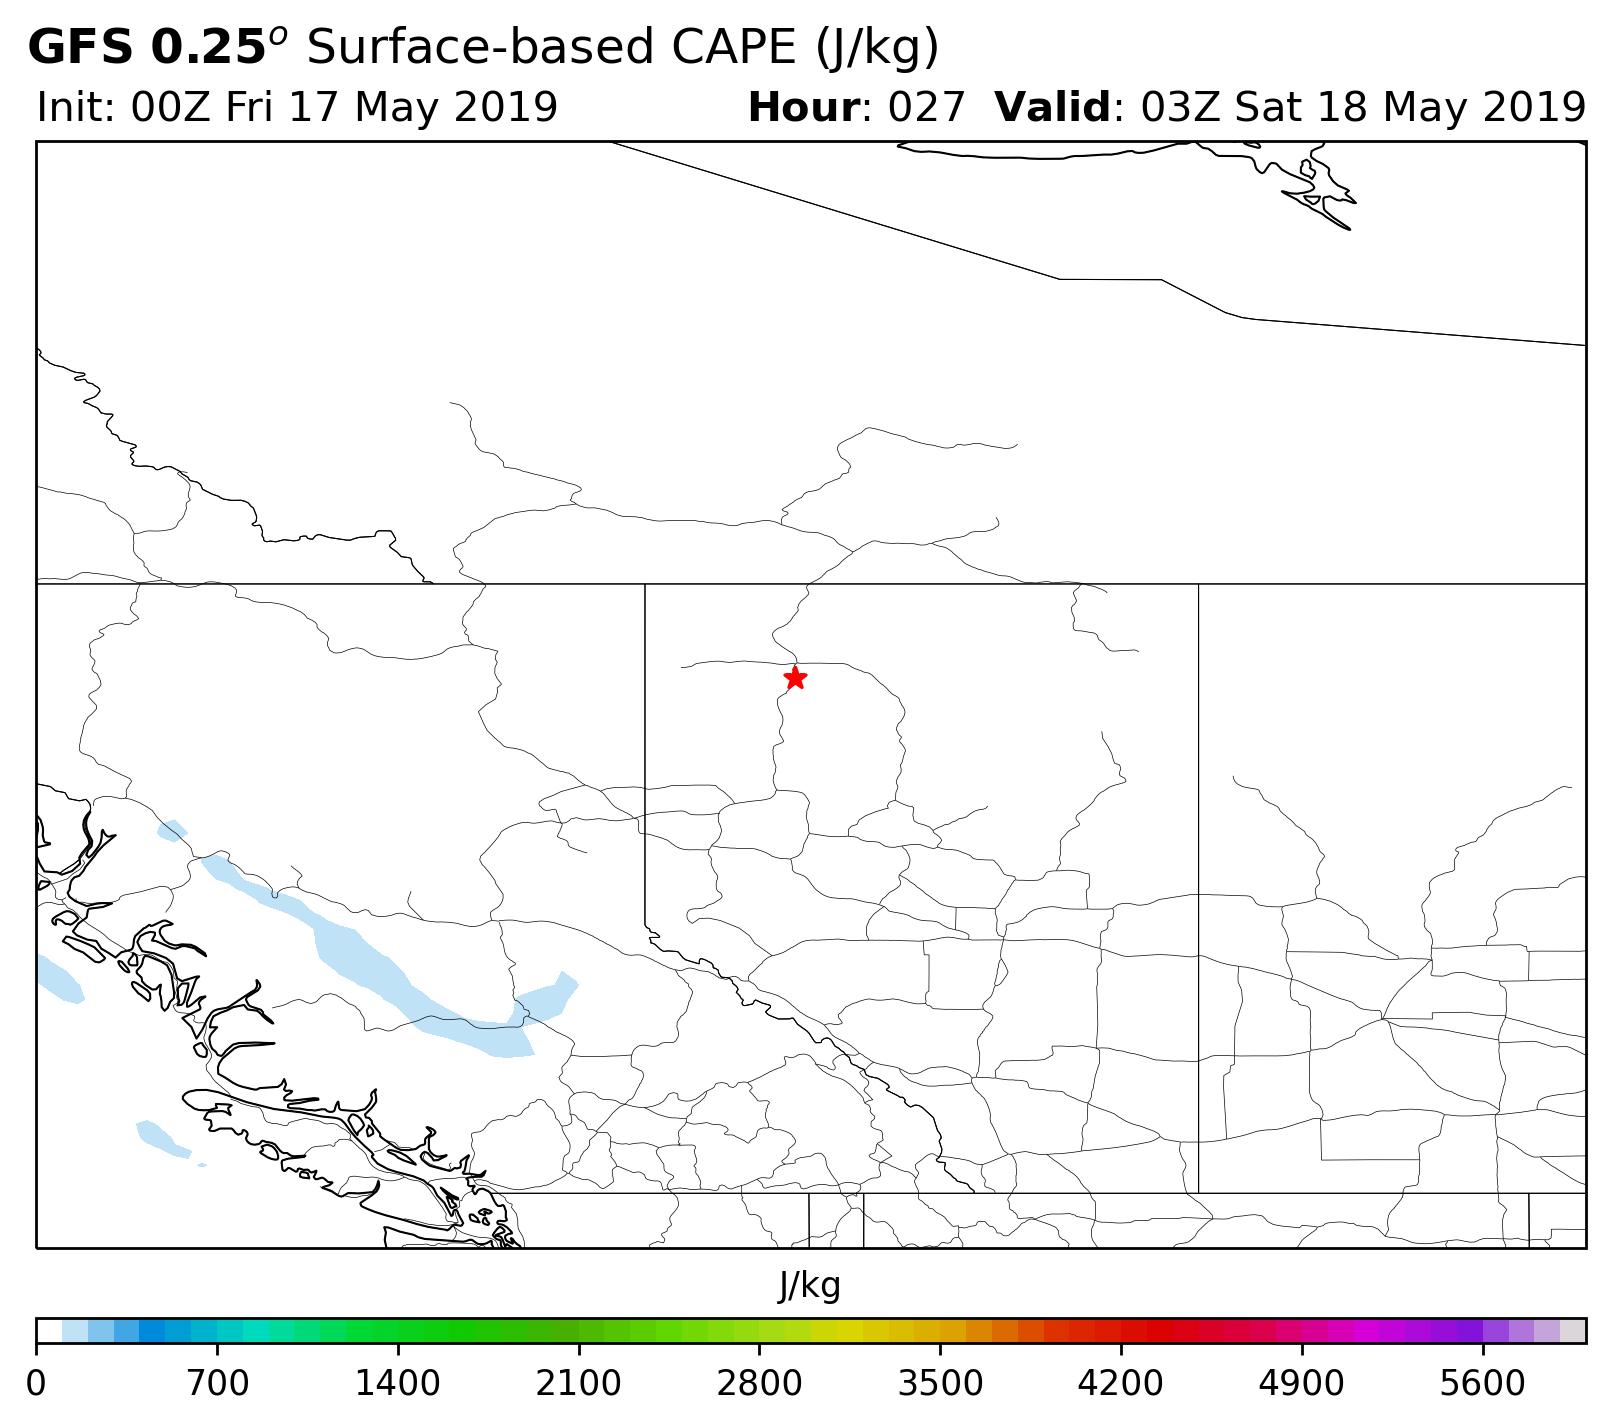 GFS 0.25° Surface-based CAPE (J/kg)
Init: 00Z Fri 17 May 2019 Hour: 027 Valid: 03Z Sat 18 May 2019
J/kg
0 700 1400 2100 2800 3500 4200 4900 5600